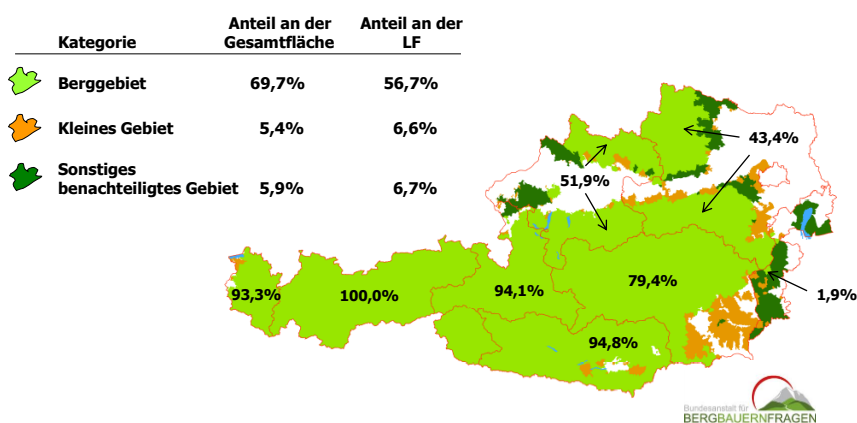 Anteil an der Anteil an der
Kategorie Gesamtfläche LF
Berggebiet 69,7% 56,7%
Kleines Gebiet 5,4% 6,6%
Sonstiges
benachteiligtes Gebiet 5,9% 6,7%
43,4%
51,9%
79,4%
93,3% 100,0% 94,1%
1,9%
94,8%
Bundesanstalt für
BERGBAUERNFRAGEN